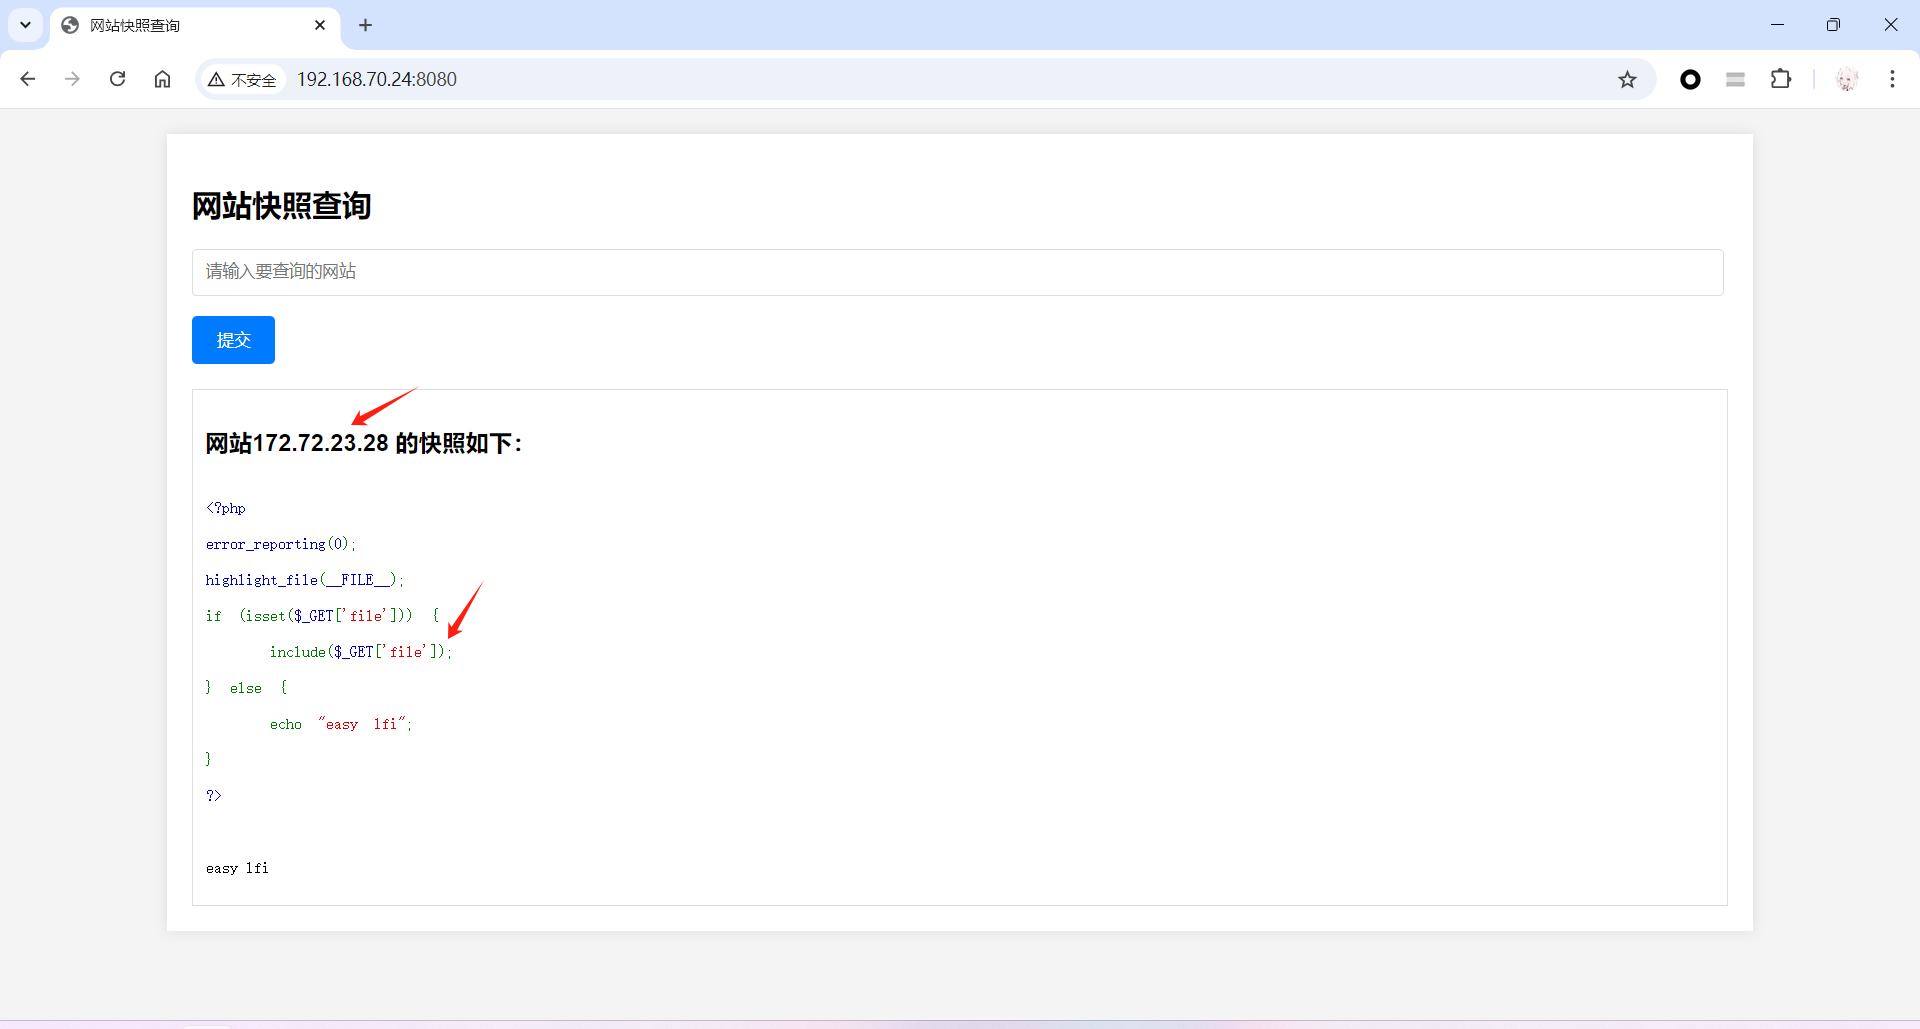 网站快照查询
不安全 192.168.70.24:8080
网站快照查询
请输入要查询的网站
提交
网站172.72.23.28 的快照如下：
<?php
error_reporting(0);
highlight_file(__FILE__);
if (isset($_GET['file'])) {
include($_GET['file']);
} else {
echo "easy lfi";
}
?>
easy lfi